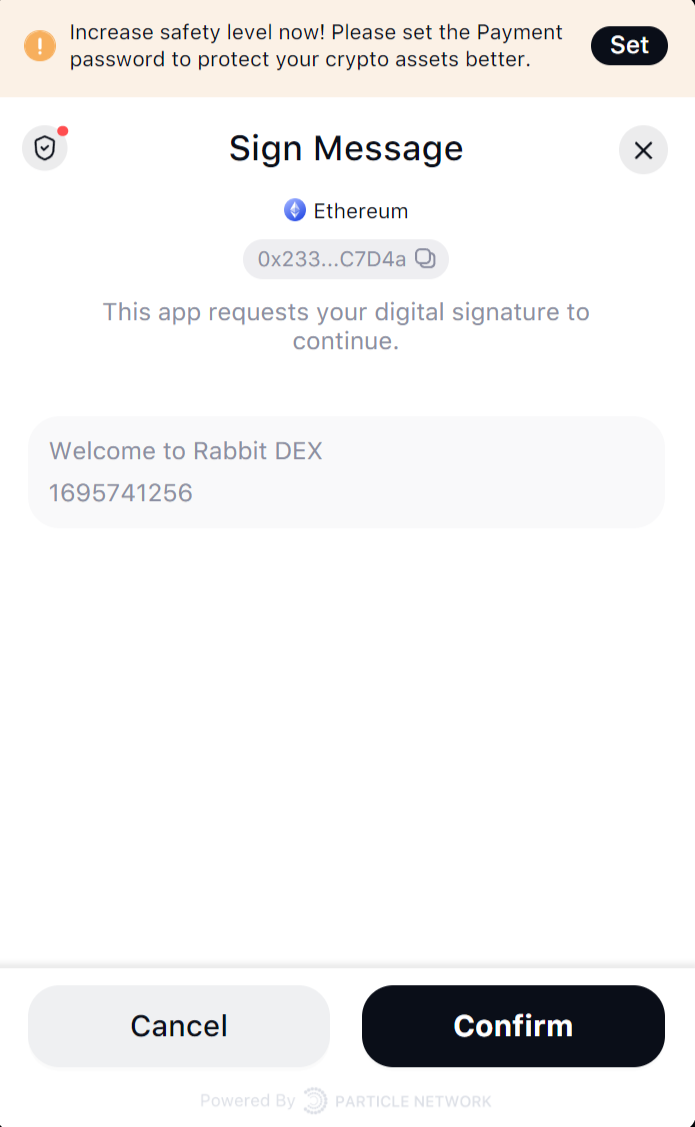 Increase safety level now! Please set the Payment
password to protect your crypto assets better.
Set
Sign Message
Ethereum
0x233...C7D4a
This app requests your digital signature to
continue.
Welcome to Rabbit DEX
1695741256
Cancel
Confirm
Powered By PARTICLE NETWORK